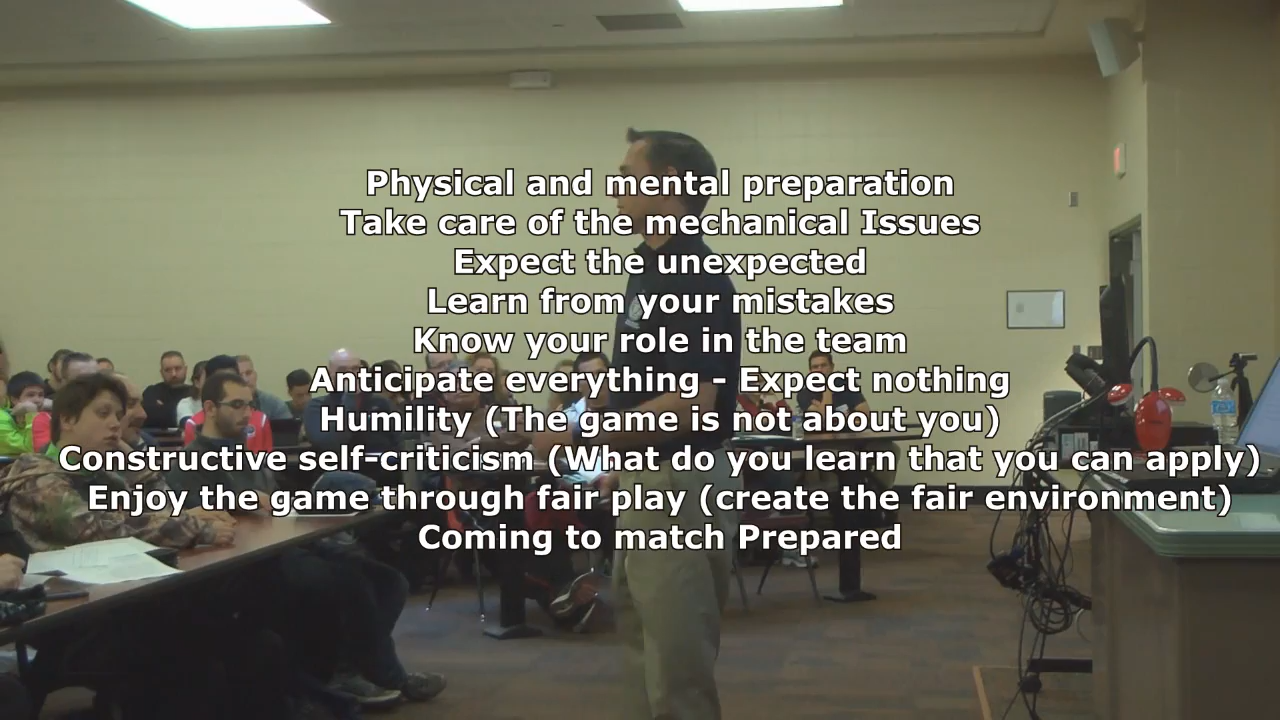 Physical and mental preparation
Take care of the mechanical Issues
Expect the unexpected
Learn from your mistakes
Know your role in the team
Anticipate everything - Expect nothing
Humility (The game is not about you)
Constructive self-criticism (What do you learn that you can apply)
Enjoy the game through fair play (create the fair environment)
Coming to match Prepared